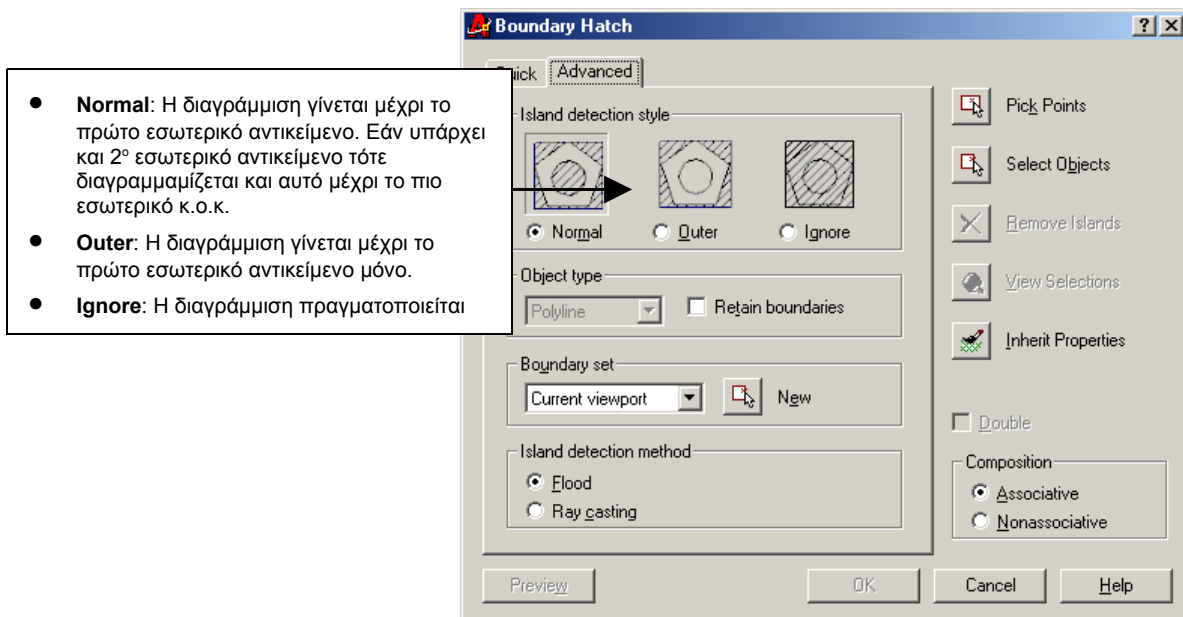 Boundary Hatch
uick Advanced
• Normal: Η διαγράμμιση γίνεται μέχρι το
πρώτο εσωτερικό αντικείμενο. Εάν υπάρχει
και 2ο εσωτερικό αντικείμενο τότε
διαγραμμαμίζεται και αυτό μέχρι το πιο
εσωτερικό κ.ο.κ.
• Outer: Η διαγράμμιση γίνεται μέχρι το
πρώτο εσωτερικό αντικείμενο μόνο.
• Ignore: Η διαγράμμιση πραγματοποιείται
Island detection style
Normal Outer Ignore
Object type
Polyline Retain boundaries
Boundary set
Current viewport New
Island detection method
Flood
Ray casting
Pick Points
Select Objects
Remove Islands
View Selections
Inherit Properties
Double
Composition
Associative
Nonassociative
Preview OK Cancel Help